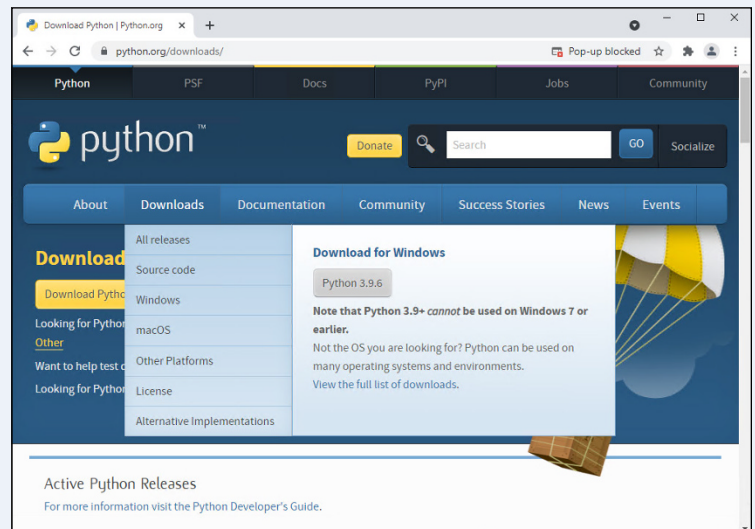 Download Python | Python.org
python.org/downloads/
Pop-up blocked
Python PSF Docs PyPI Jobs Community
python™
Donate
Search
GO
Socialize
About Downloads Documentation Community Success Stories News Events
Download
Download Pytho
Looking for Python
Other
Want to help test d
Looking for Python
All releases
Source code
Windows
macOS
Other Platforms
License
Alternative Implementations
Download for Windows
Python 3.9.6
Note that Python 3.9+ cannot be used on Windows 7 or
earlier.
Not the OS you are looking for? Python can be used on
many operating systems and environments.
View the full list of downloads.
Active Python Releases
For more information visit the Python Developer's Guide.